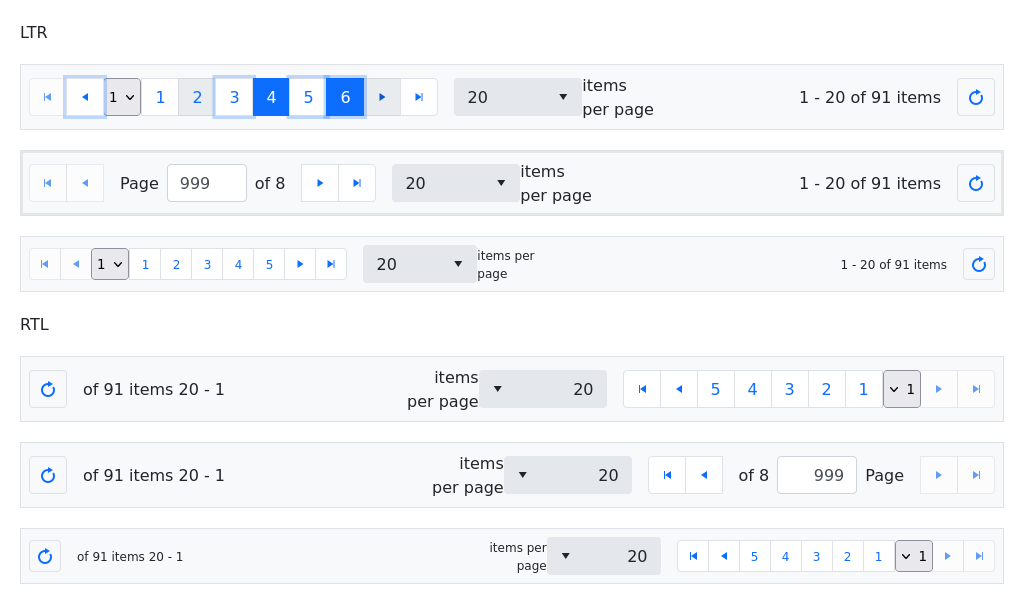 LTR
1 1 2 3 4 5 6 20 items per page 1 - 20 of 91 items
Page 999 of 8 20 items per page 1 - 20 of 91 items
1 1 2 3 4 5 20 items per page 1 - 20 of 91 items
RTL
of 91 items 20 - 1 items per page 20 5 4 3 2 1 1
of 91 items 20 - 1 items per page 20 of 8 999 Page
of 91 items 20 - 1 items per page 20 5 4 3 2 1 1